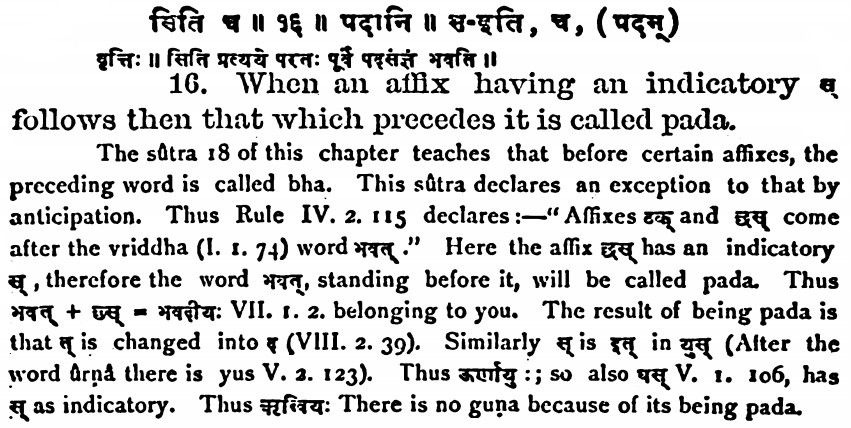 सिति च ॥ १६ ॥ पदानि ॥ स-इति, च, (पदम्)
वृत्तिः ॥ सिति प्रत्यये परतः पूर्वं पदसंज्ञं भवति ॥
16. When an affix having an indicatory स्
follows then that which precedes it is called pada.
The sûtra 18 of this chapter teaches that before certain affixes, the
preceding word is called bha. This sûtra declares an exception to that by
anticipation. Thus Rule IV. 2. 115 declares :—“Affixes ठक् and छस् come
after the vriddha (I. 1. 74) word भवत्.” Here the affix छस् has an indicatory
स्, therefore the word भवत्, standing before it, will be called pada. Thus
भवत् + छस् = भवदीयः VII. 1. 2. belonging to you. The result of being pada is
that त् is changed into द् (VIII. 2. 39). Similarly स् is इत् in युस् (After the
word ûrṇâ there is yus V. 2. 123). Thus ऊर्णायु :; so also घस् V. 1. 106, has
स् as indicatory. Thus ऋत्वियः There is no guṇa because of its being pada.